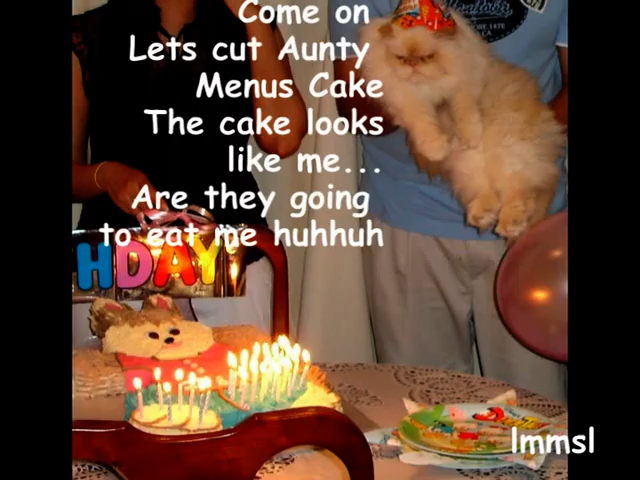 Come on
Lets cut Aunty
Menus Cake
The cake looks
like me...
Are they going
to eat me huhhuh
HDAY
lmmsl